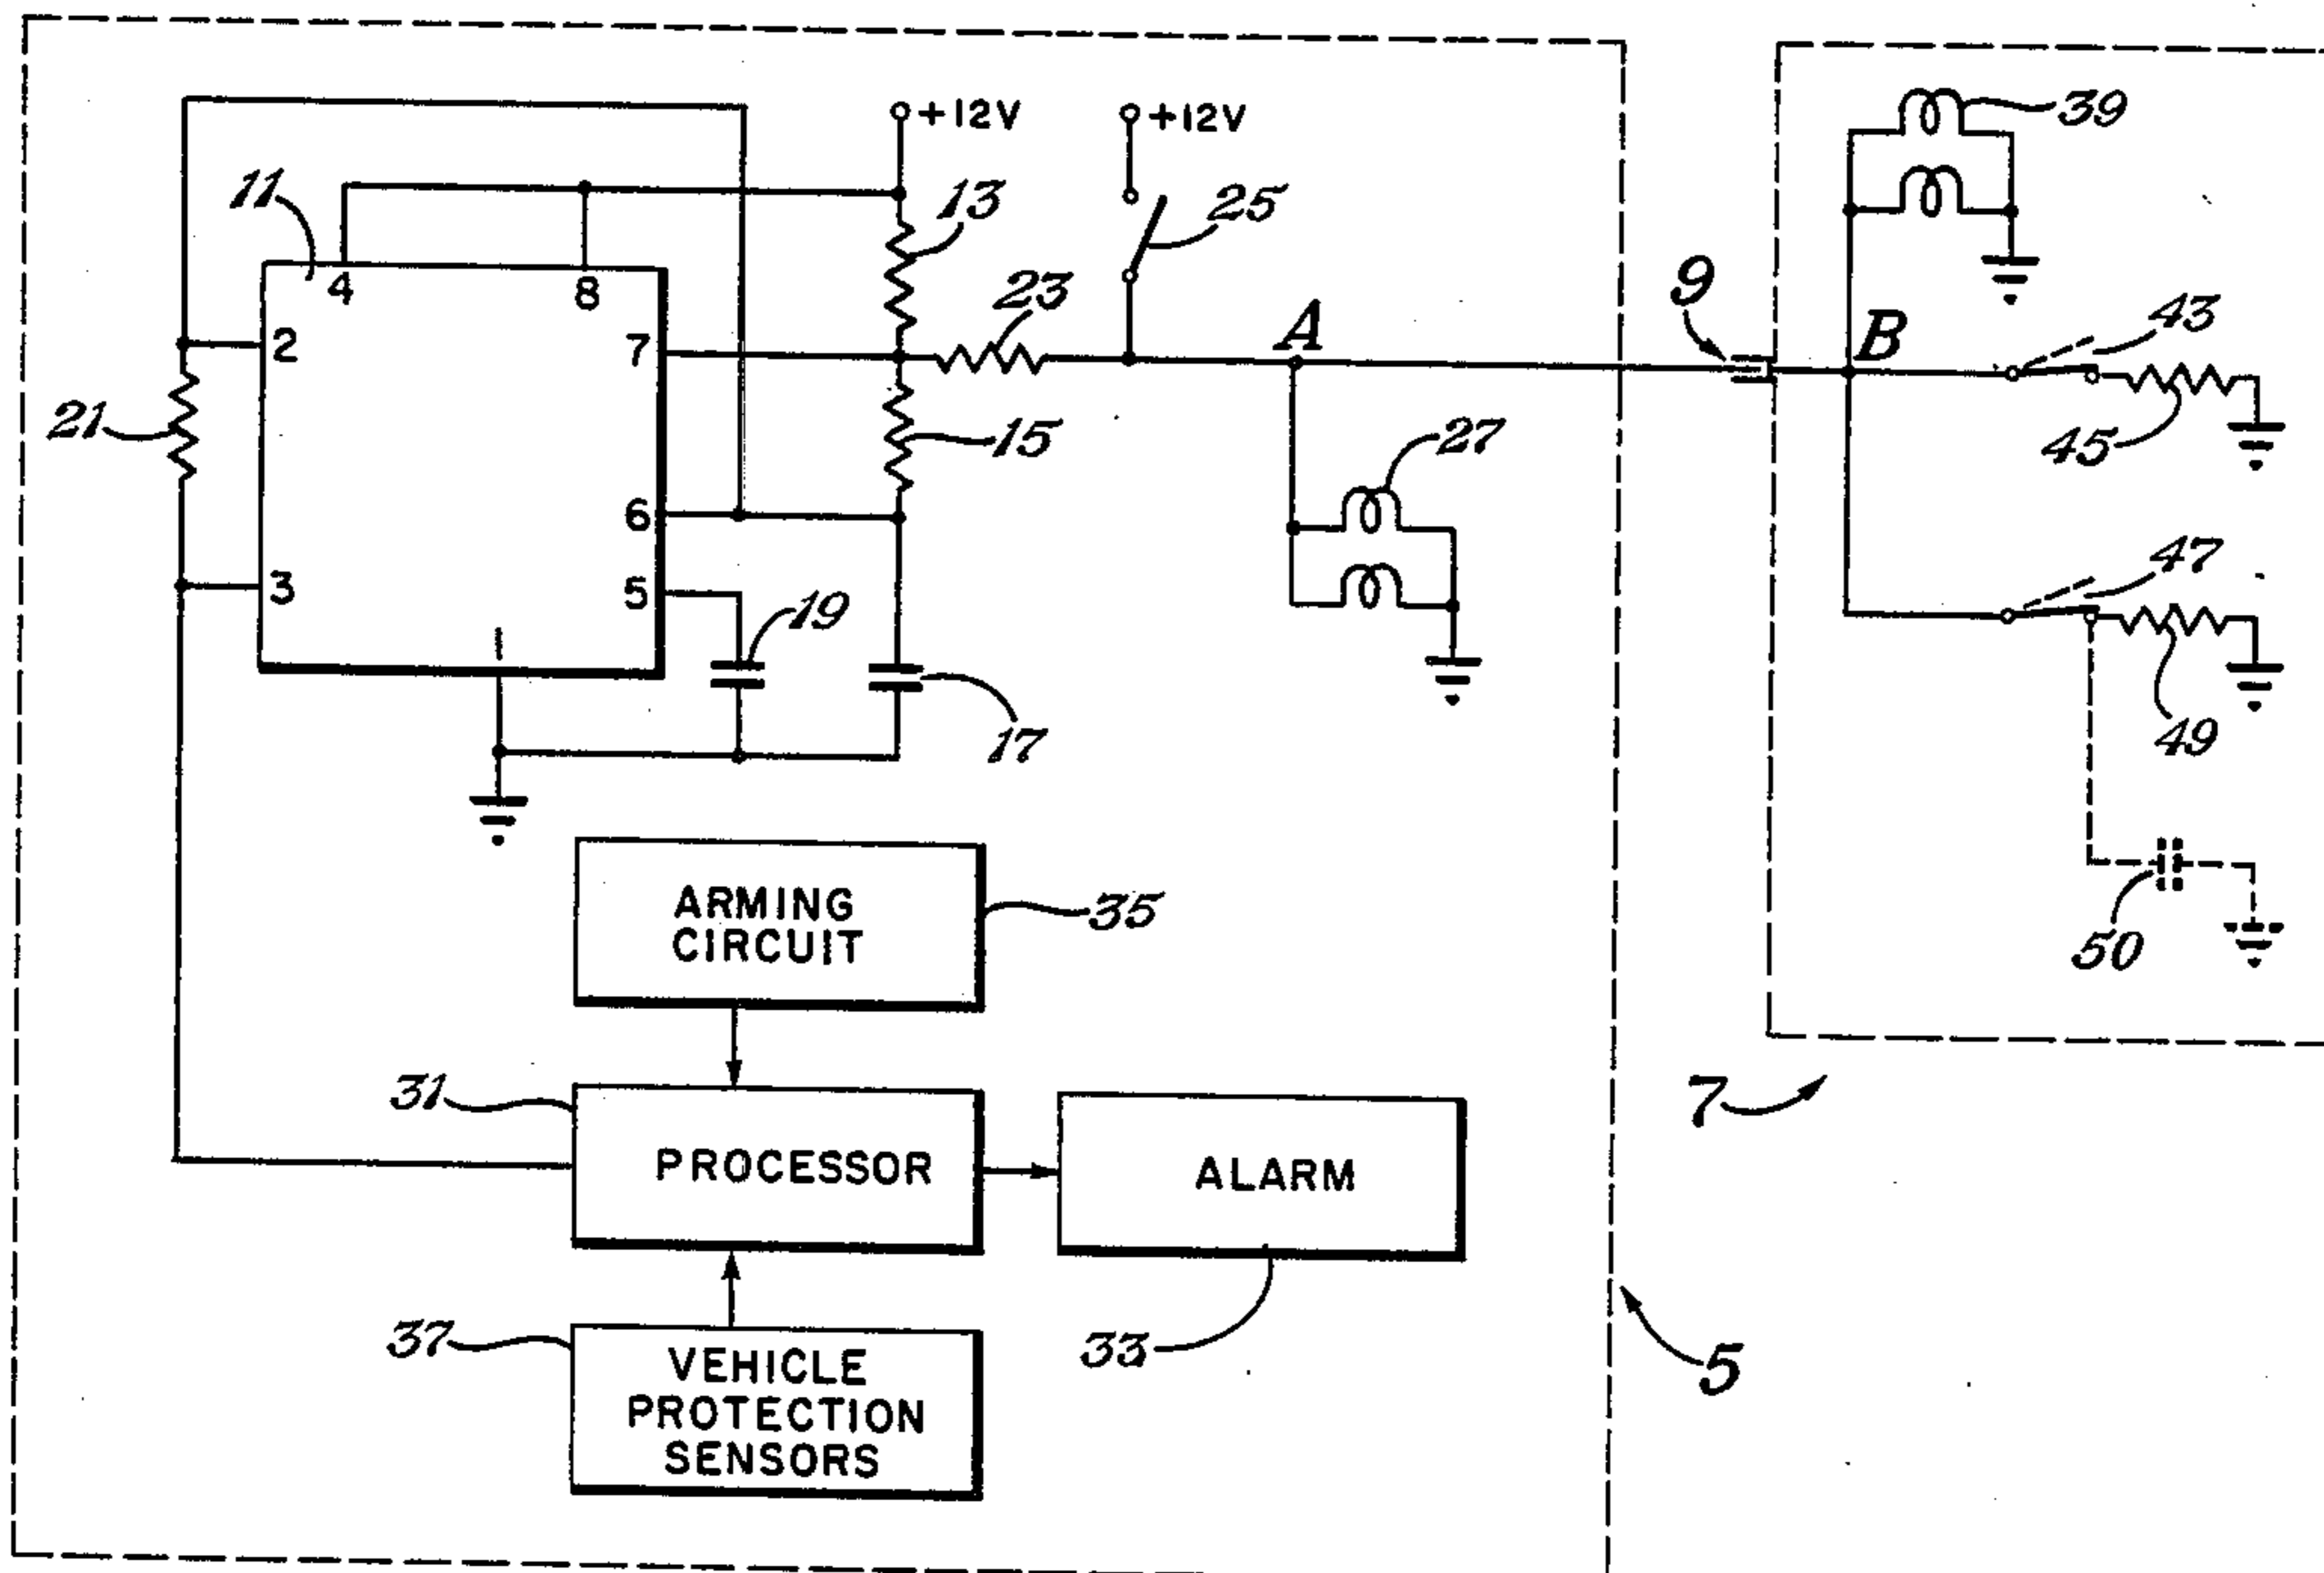 +12V
+12V
39
11
13
25
4
8
9
43
2
7
23
A
B
21
15
27
45
6
47
3
5
19
17
49
ARMING
CIRCUIT
35
50
31
PROCESSOR
ALARM
7
37
VEHICLE
PROTECTION
SENSORS
33
5